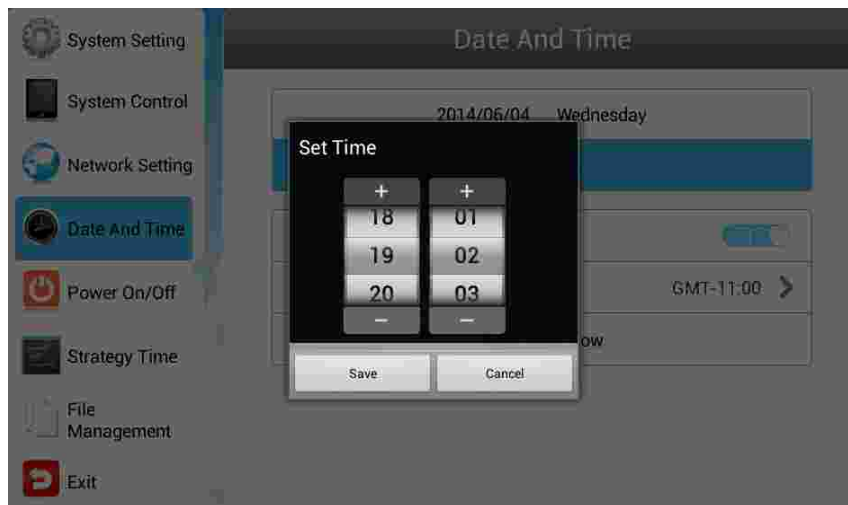 System Setting
System Control
Network Setting
Date And Time
Power On/Off
Strategy Time
File
Management
Exit
Date And Time
2014/06/04 Wednesday
Set Time
+ +
18 01
19 02
20 03
- -
GMT-11:00 >
ow
Save Cancel